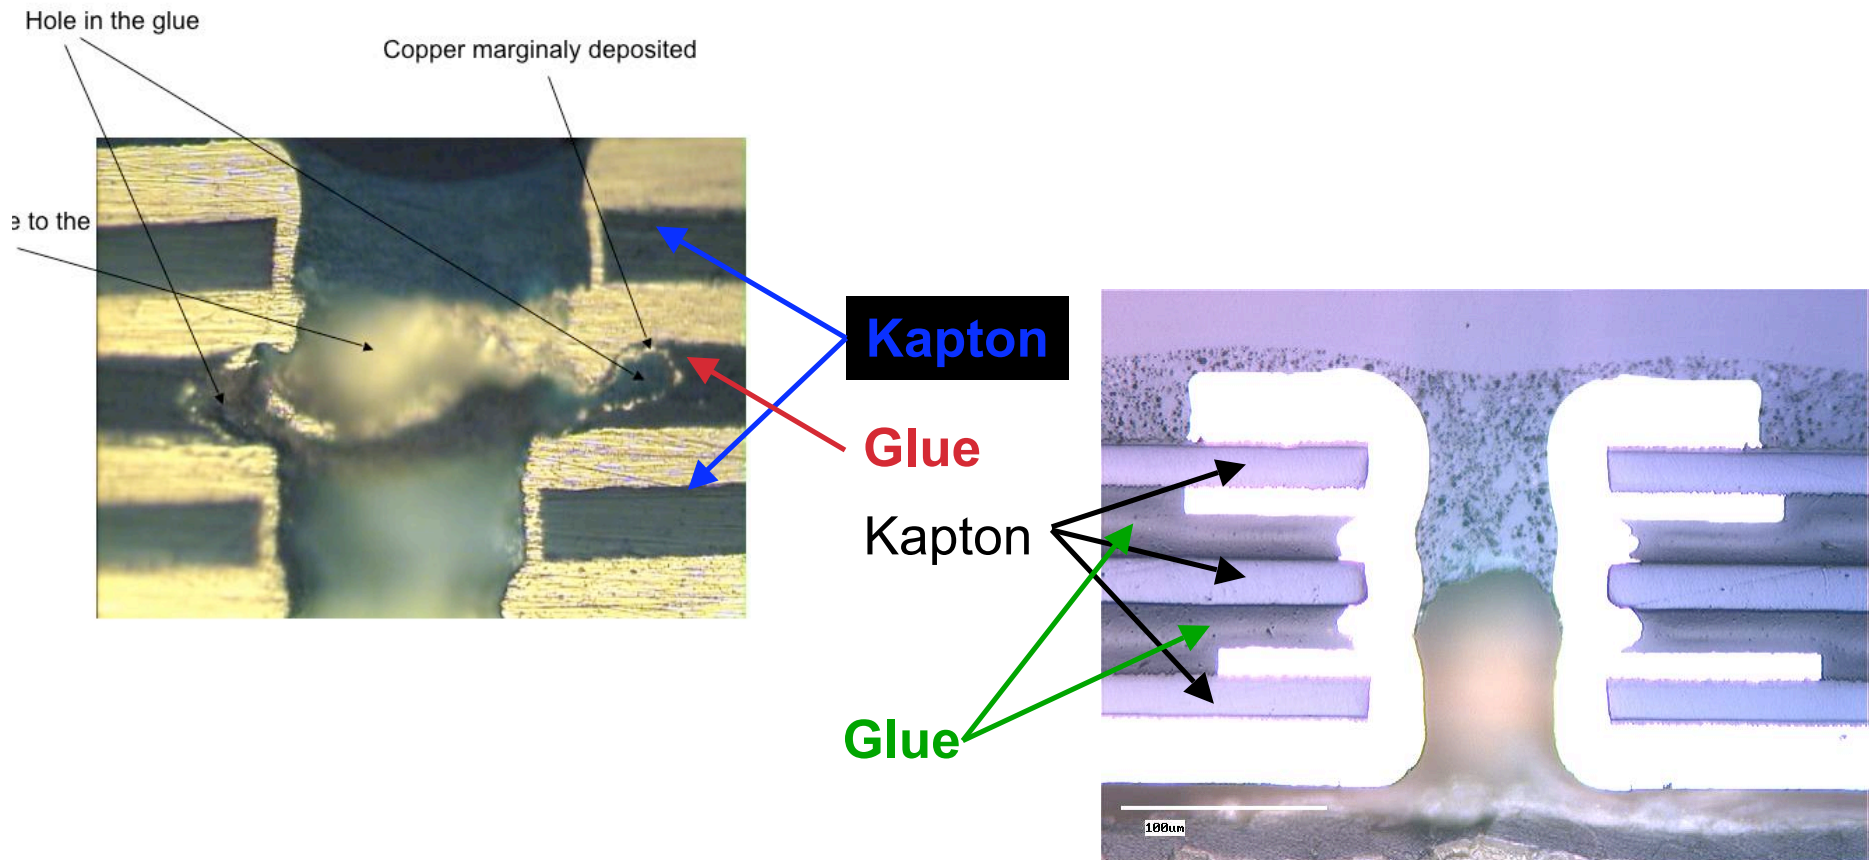 Hole in the glue
Copper marginaly deposited
e to the
Kapton
Glue
Kapton
Glue
100um